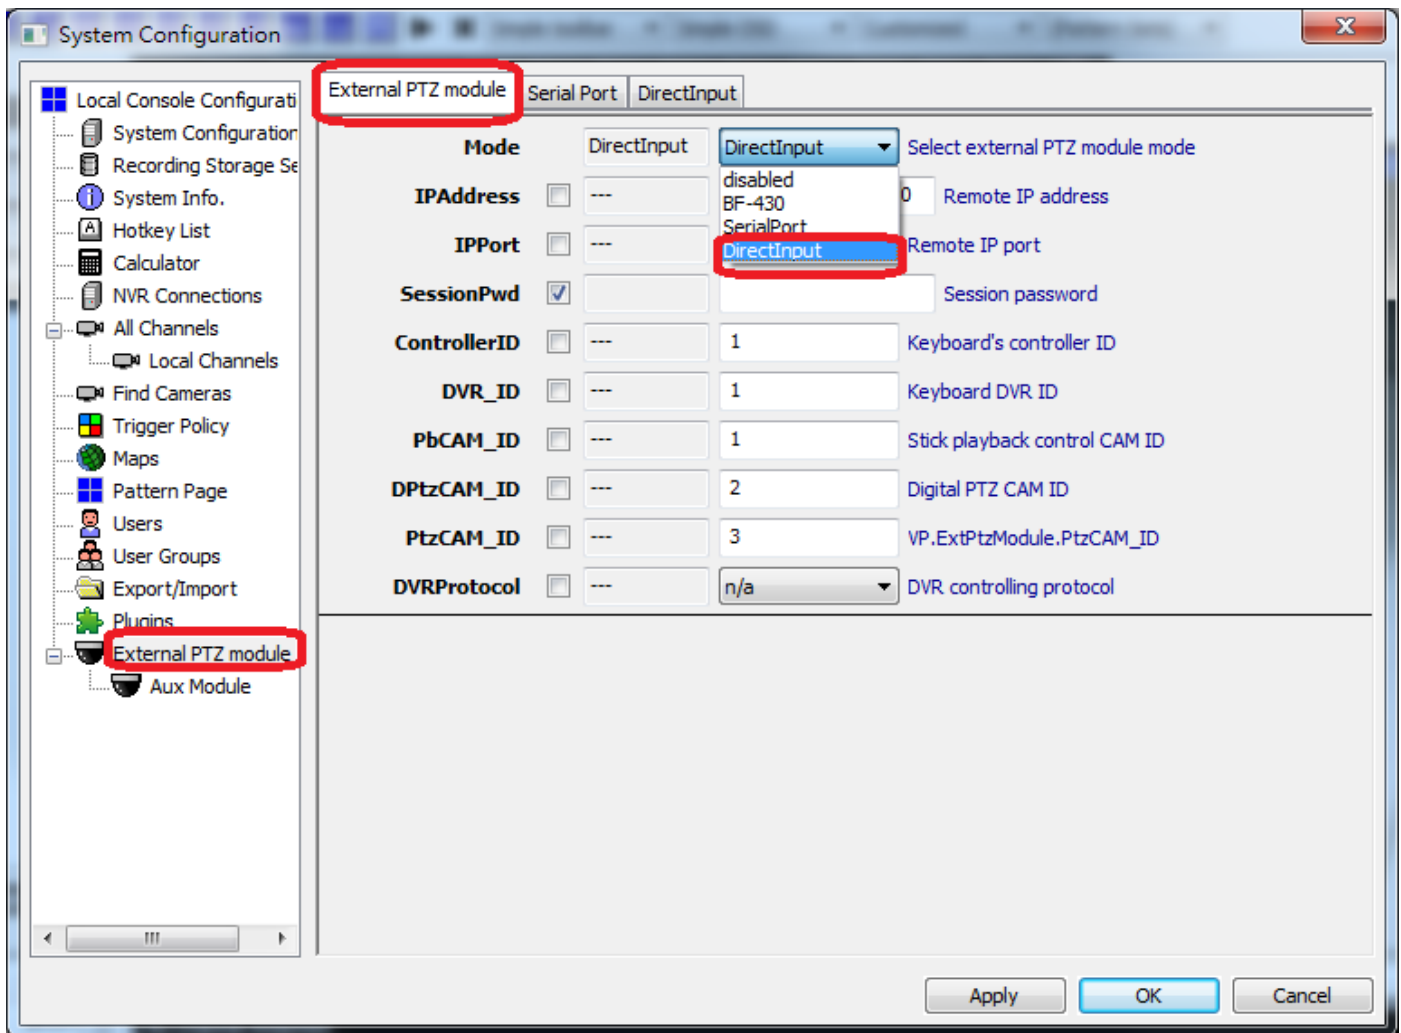 System Configuration
X
Local Console Configurati
System Configuration
Recording Storage Se
System Info.
Hotkey List
Calculator
NVR Connections
All Channels
Local Channels
Find Cameras
Trigger Policy
Maps
Pattern Page
Users
User Groups
Export/Import
Plugins
External PTZ module
Aux Module
External PTZ module Serial Port DirectInput
Mode DirectInput DirectInput Select external PTZ module mode
disabled
BF-430
SerialPort
DirectInput
IPAddress --- 0 Remote IP address
IPPort --- Remote IP port
SessionPwd Session password
ControllerID --- 1 Keyboard's controller ID
DVR_ID --- 1 Keyboard DVR ID
PbCAM_ID --- 1 Stick playback control CAM ID
DPtzCAM_ID --- 2 Digital PTZ CAM ID
PtzCAM_ID --- 3 VP.ExtPtzModule.PtzCAM_ID
DVRProtocol --- n/a DVR controlling protocol
Apply OK Cancel